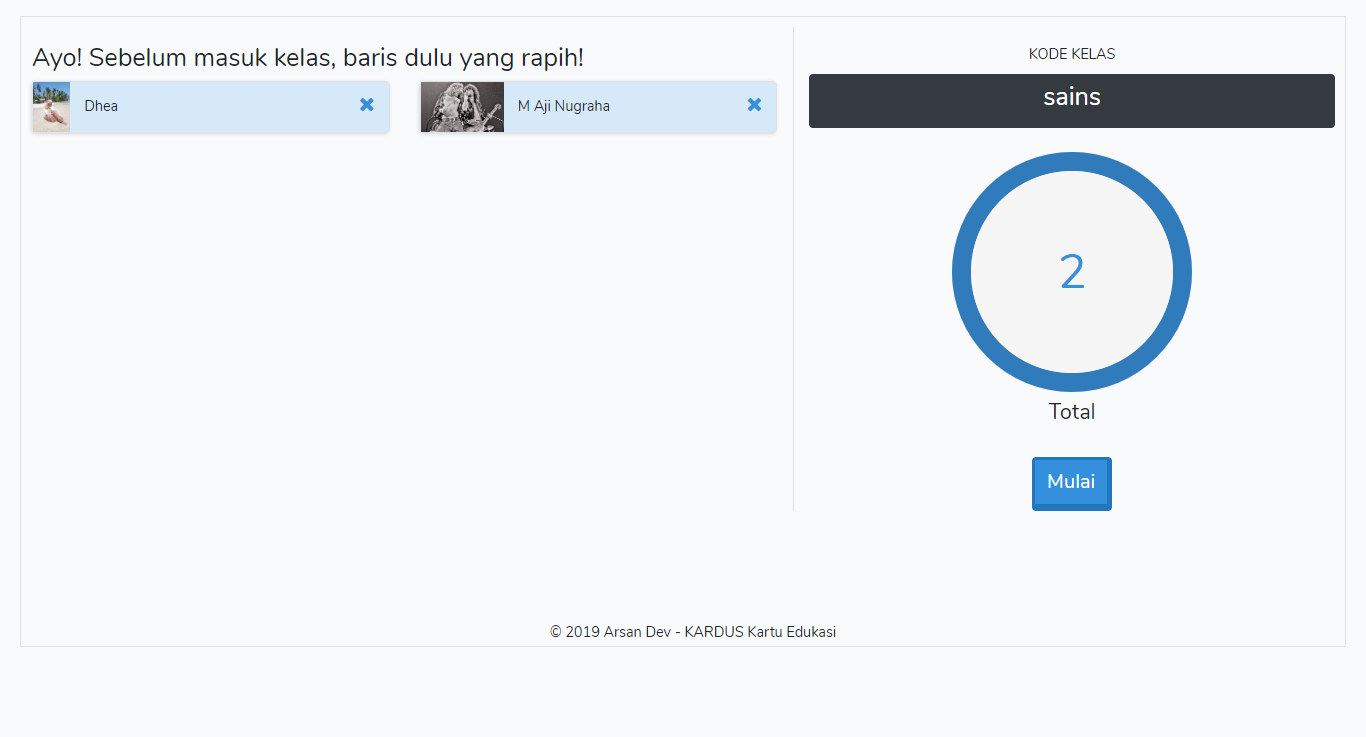 Ayo! Sebelum masuk kelas, baris dulu yang rapih!
Dhea
M Aji Nugraha
KODE KELAS
sains
2
Total
Mulai
© 2019 Arsan Dev - KARDUS Kartu Edukasi